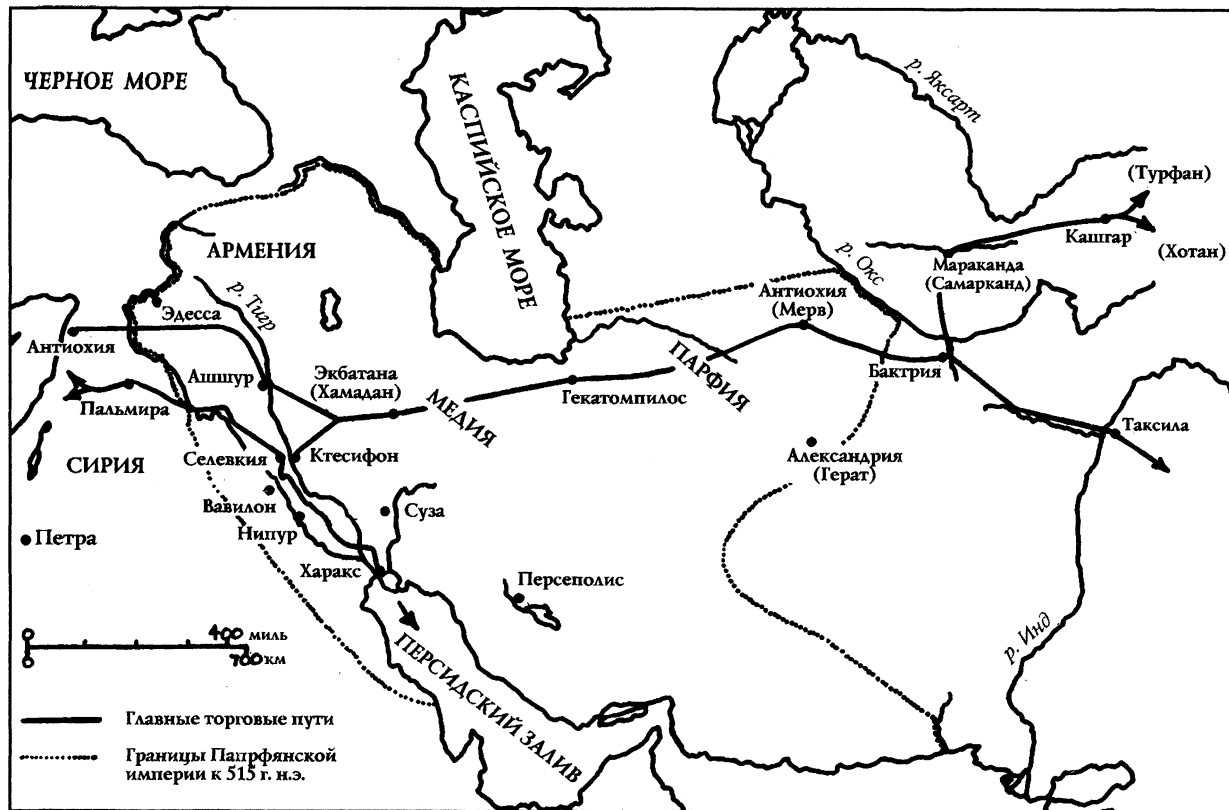 ЧЕРНОЕ МОРЕ
КАСПИЙСКОЕ МОРЕ
р. Яксарт
(Турфан)
Кашгар
(Хотан)
АРМЕНИЯ
р. Тигр
р. Окс
Мараканда
(Самарканд)
Антиохия
(Мерв)
Эдесса
Антиохия
Ашшур
Экбатана
(Хамадан)
МЕДИЯ
Гекатомпилос
ПАРФИЯ
Бактрия
Пальмира
Таксила
СИРИЯ
Селевкия
Ктесифон
Александрия
(Герат)
Вавилон
Суза
Нипур
Петра
Харакс
Персеполис
р. Инд
ПЕРСИДСКИЙ ЗАЛИВ
0 400 миль
0 700 км
Главные торговые пути
Границы Папрфянской
империи к 515 г. н.э.